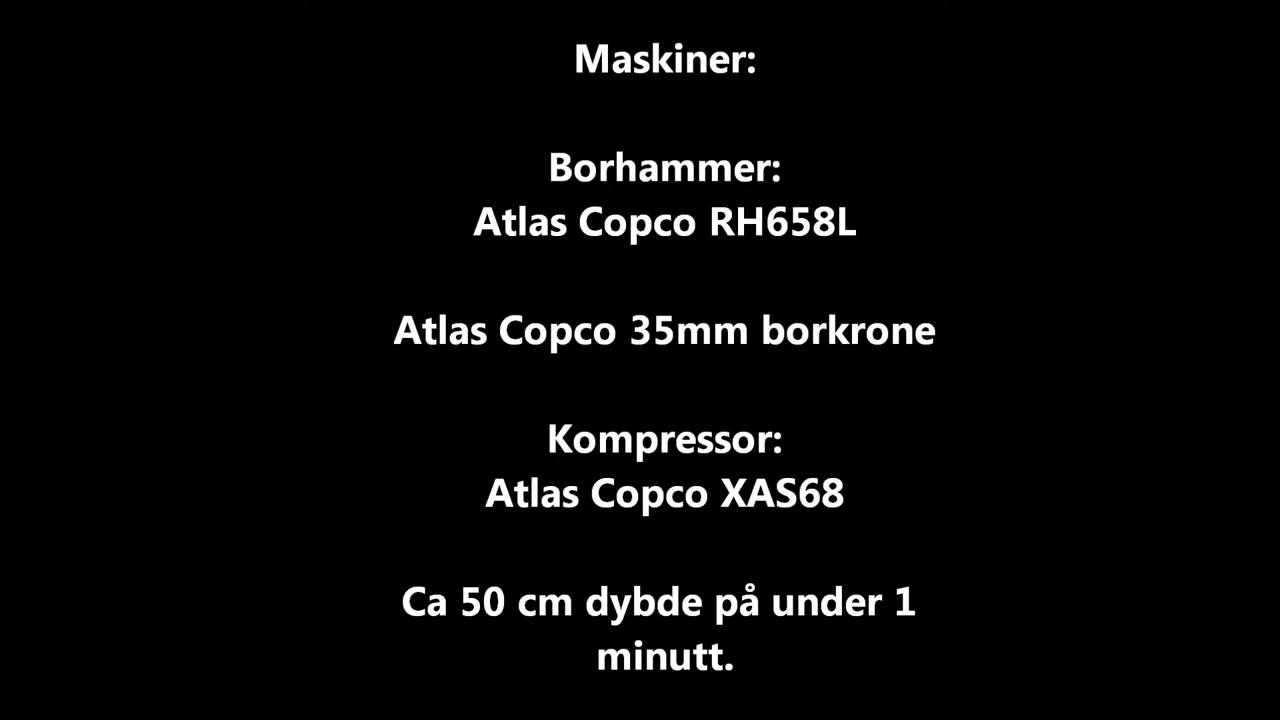 Maskiner:
Borhammer:
Atlas Copco RH658L
Atlas Copco 35mm borkrone
Kompressor:
Atlas Copco XAS68
Ca 50 cm dybde på under 1
minutt.